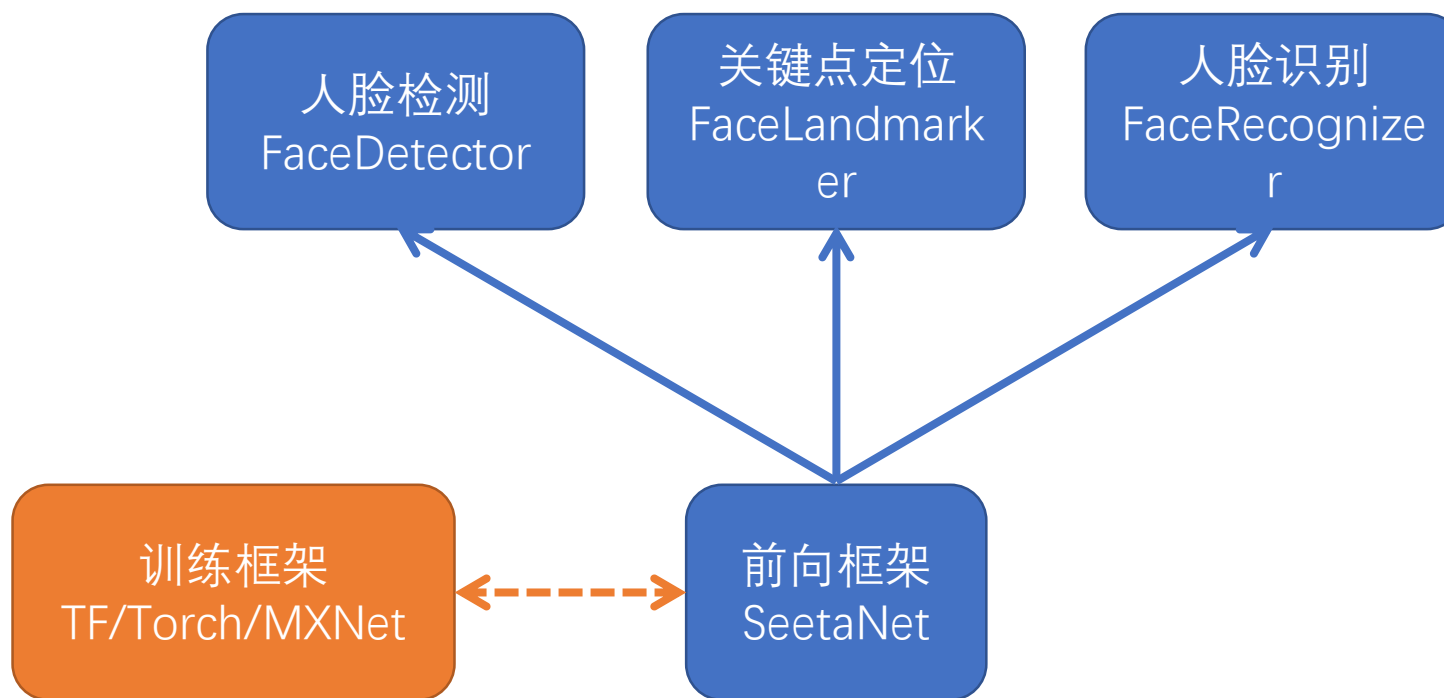 人脸检测
FaceDetector
关键点定位
FaceLandmark
er
人脸识别
FaceRecognize
r
训练框架
TF/Torch/MXNet
前向框架
SeetaNet